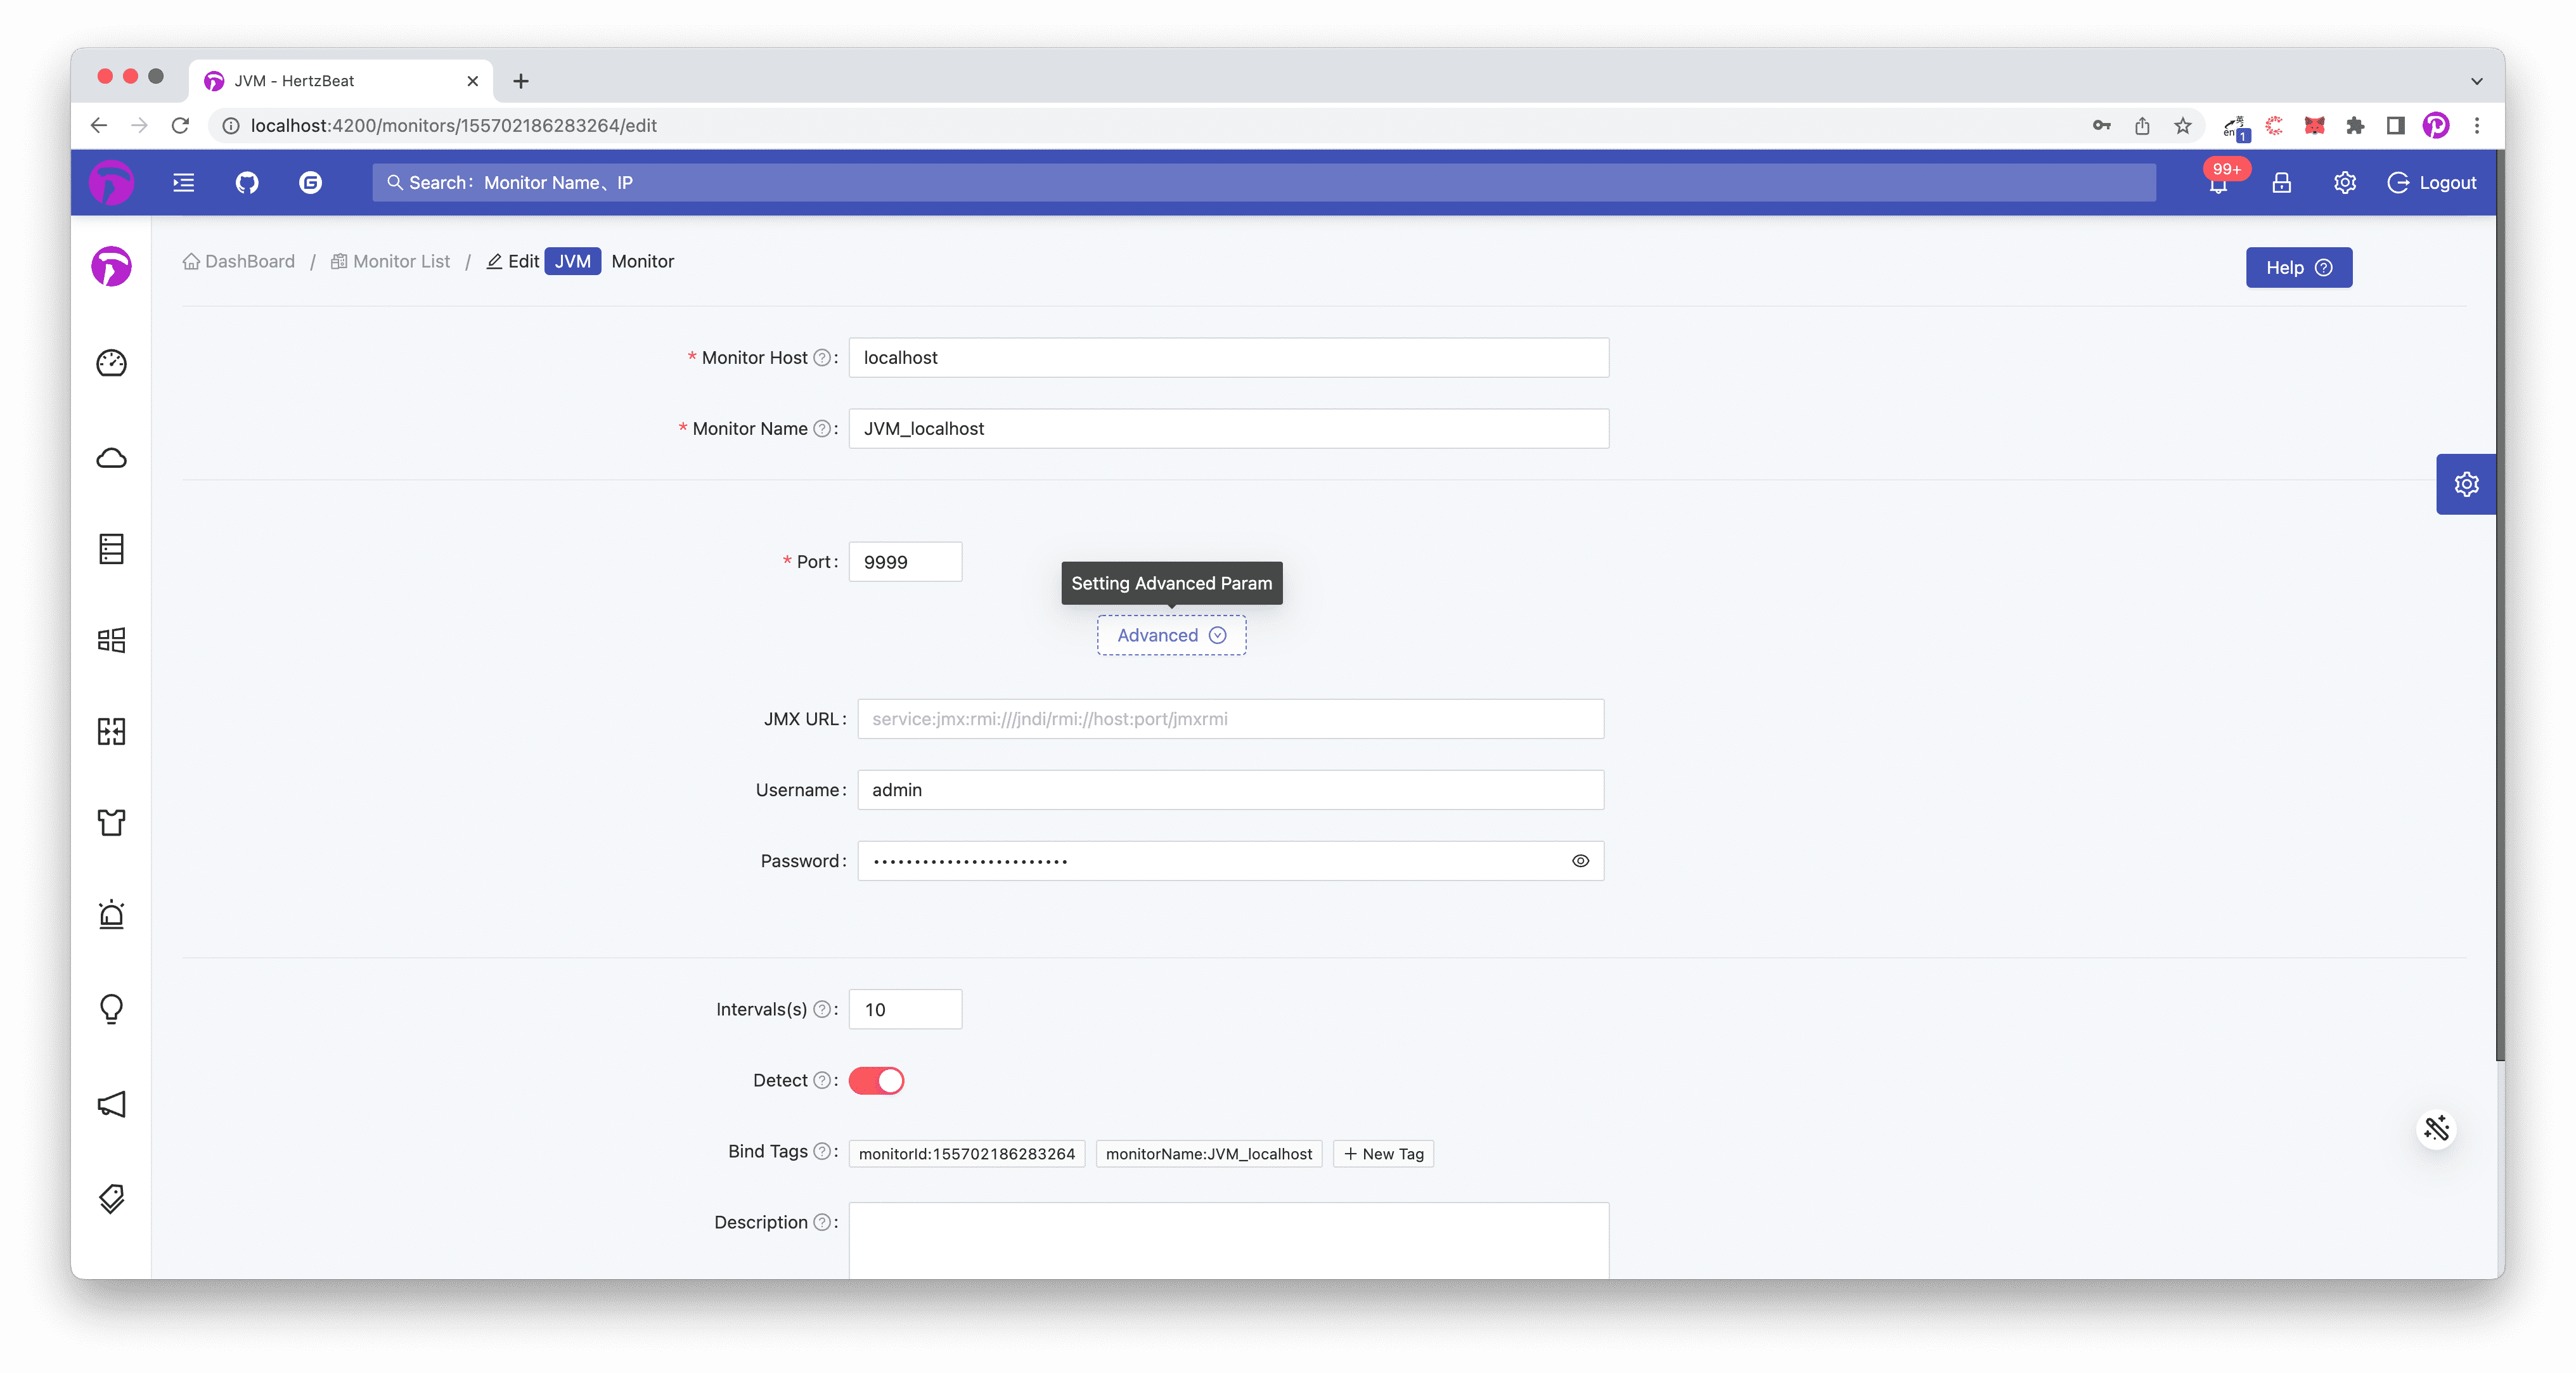 JVM - HertzBeat
localhost:4200/monitors/155702186283264/edit
英
en
1
Search： Monitor Name、IP
99+
Logout
DashBoard / Monitor List / Edit JVM Monitor
Help
* Monitor Host : localhost
* Monitor Name : JVM_localhost
* Port : 9999
Setting Advanced Param
Advanced
JMX URL : service:jmx:rmi:///jndi/rmi://host:port/jmxrmi
Username : admin
Password : ••••••••••••••••••••••••
Intervals(s) : 10
Detect :
Bind Tags : monitorId:155702186283264 monitorName:JVM_localhost + New Tag
Description :